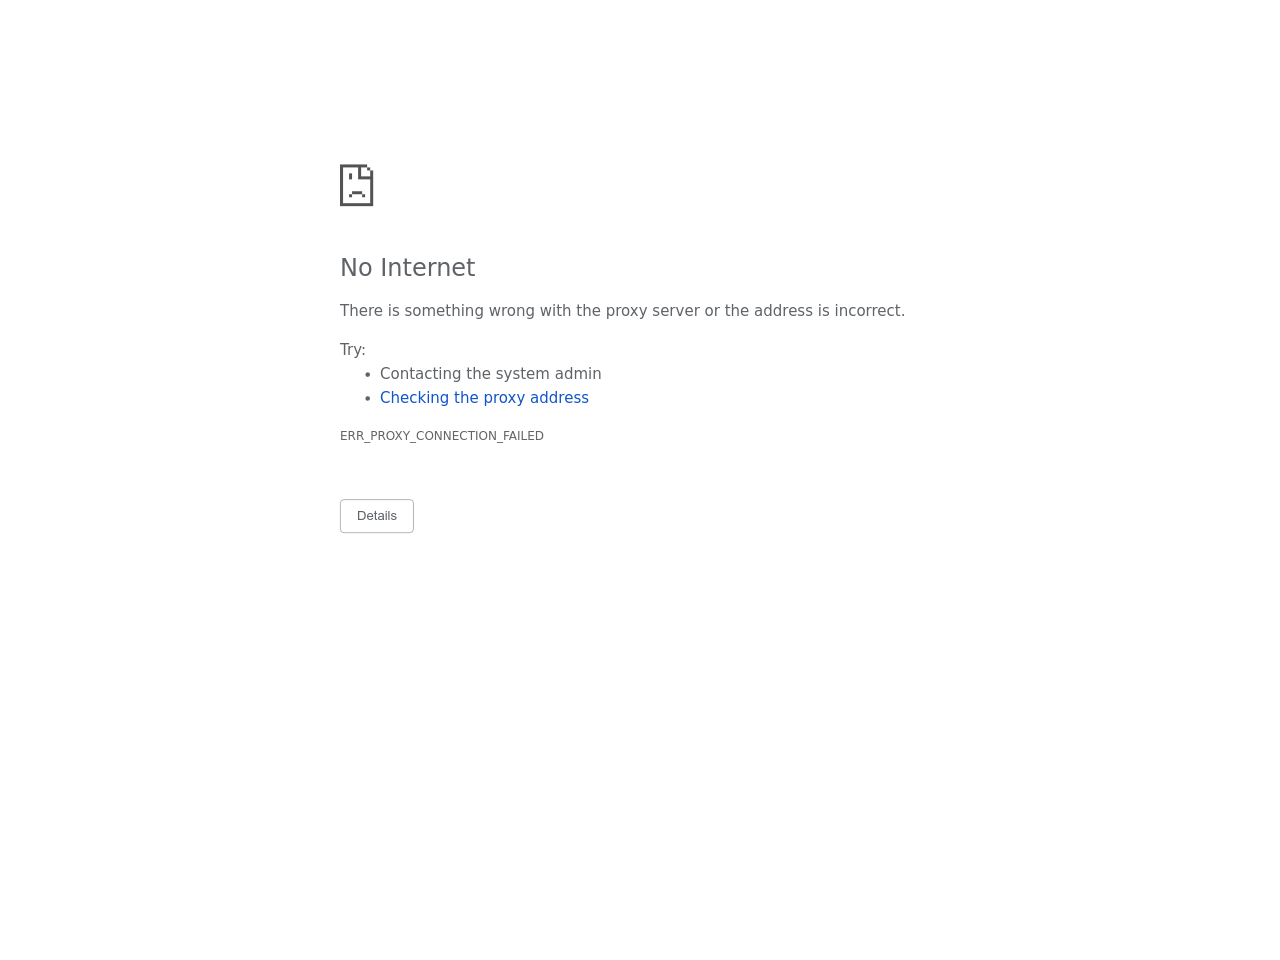 No Internet
There is something wrong with the proxy server or the address is incorrect.
Try:
• Contacting the system admin
• Checking the proxy address
ERR_PROXY_CONNECTION_FAILED
Details